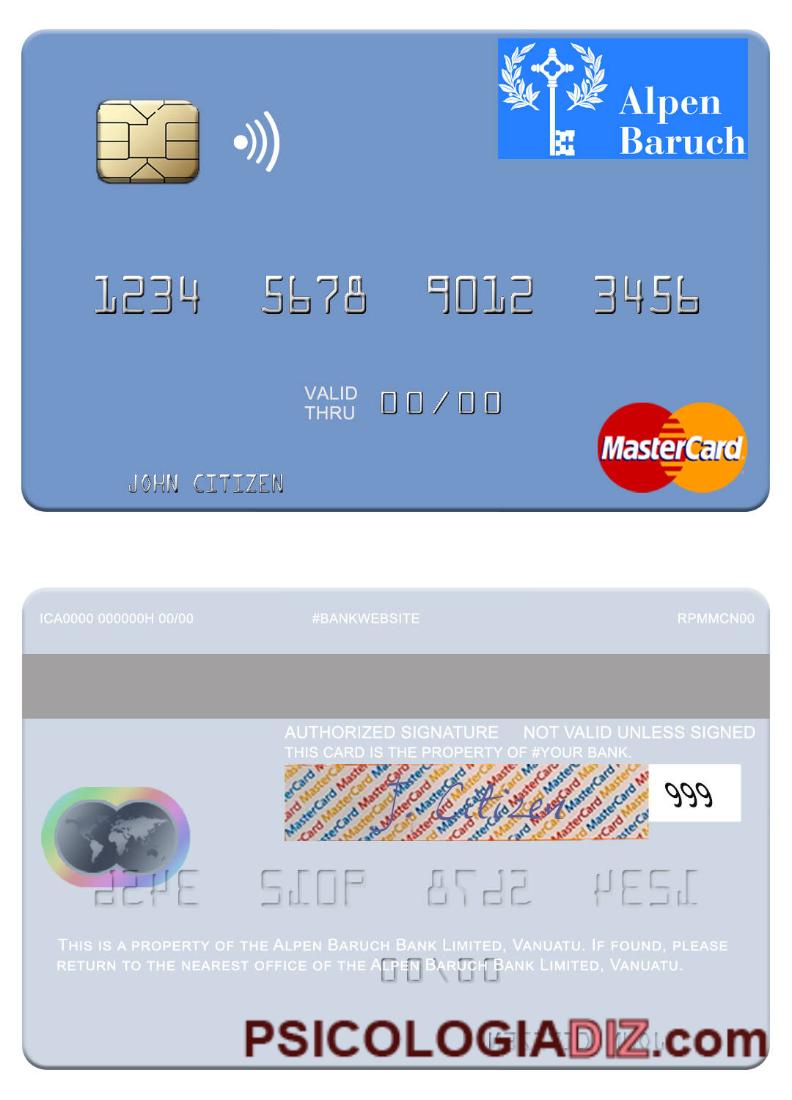 Alpen
Baruch
1234 5678 9012 3456
VALID
THRU 00/00
MasterCard
JOHN CITIZEN
ICA0000 000000H 00/00 #BANKWEBSITE RPMMCN00
AUTHORIZED SIGNATURE NOT VALID UNLESS SIGNED
THIS CARD IS THE PROPERTY OF #YOUR BANK.
J. Citizen 999
THIS IS A PROPERTY OF THE ALPEN BARUCH BANK LIMITED, VANUATU. IF FOUND, PLEASE
RETURN TO THE NEAREST OFFICE OF THE ALPEN BARUCH BANK LIMITED, VANUATU.
PSICOLOGIADIZ.com